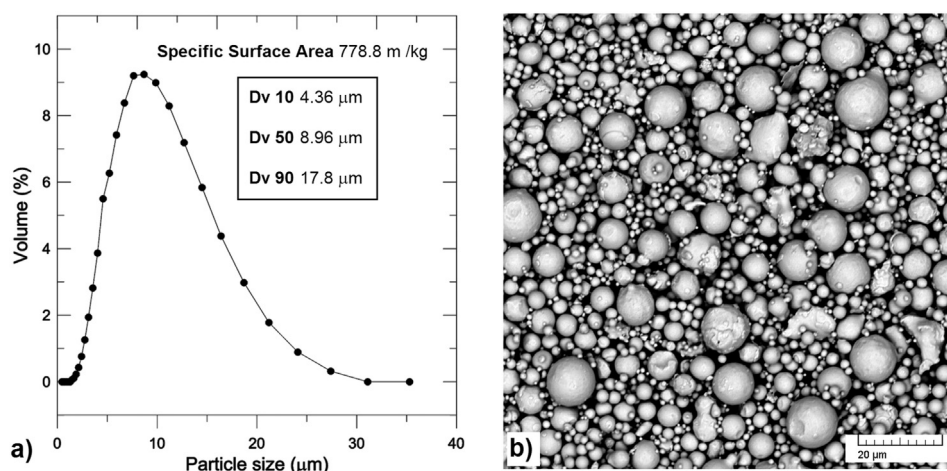 Specific Surface Area 778.8 m /kg
Dv 10 4.36 μm
Dv 50 8.96 μm
Dv 90 17.8 μm
Volume (%)
10
8
6
4
2
0
0
10
20
30
40
Particle size (μm)
a)
b)
20 μm